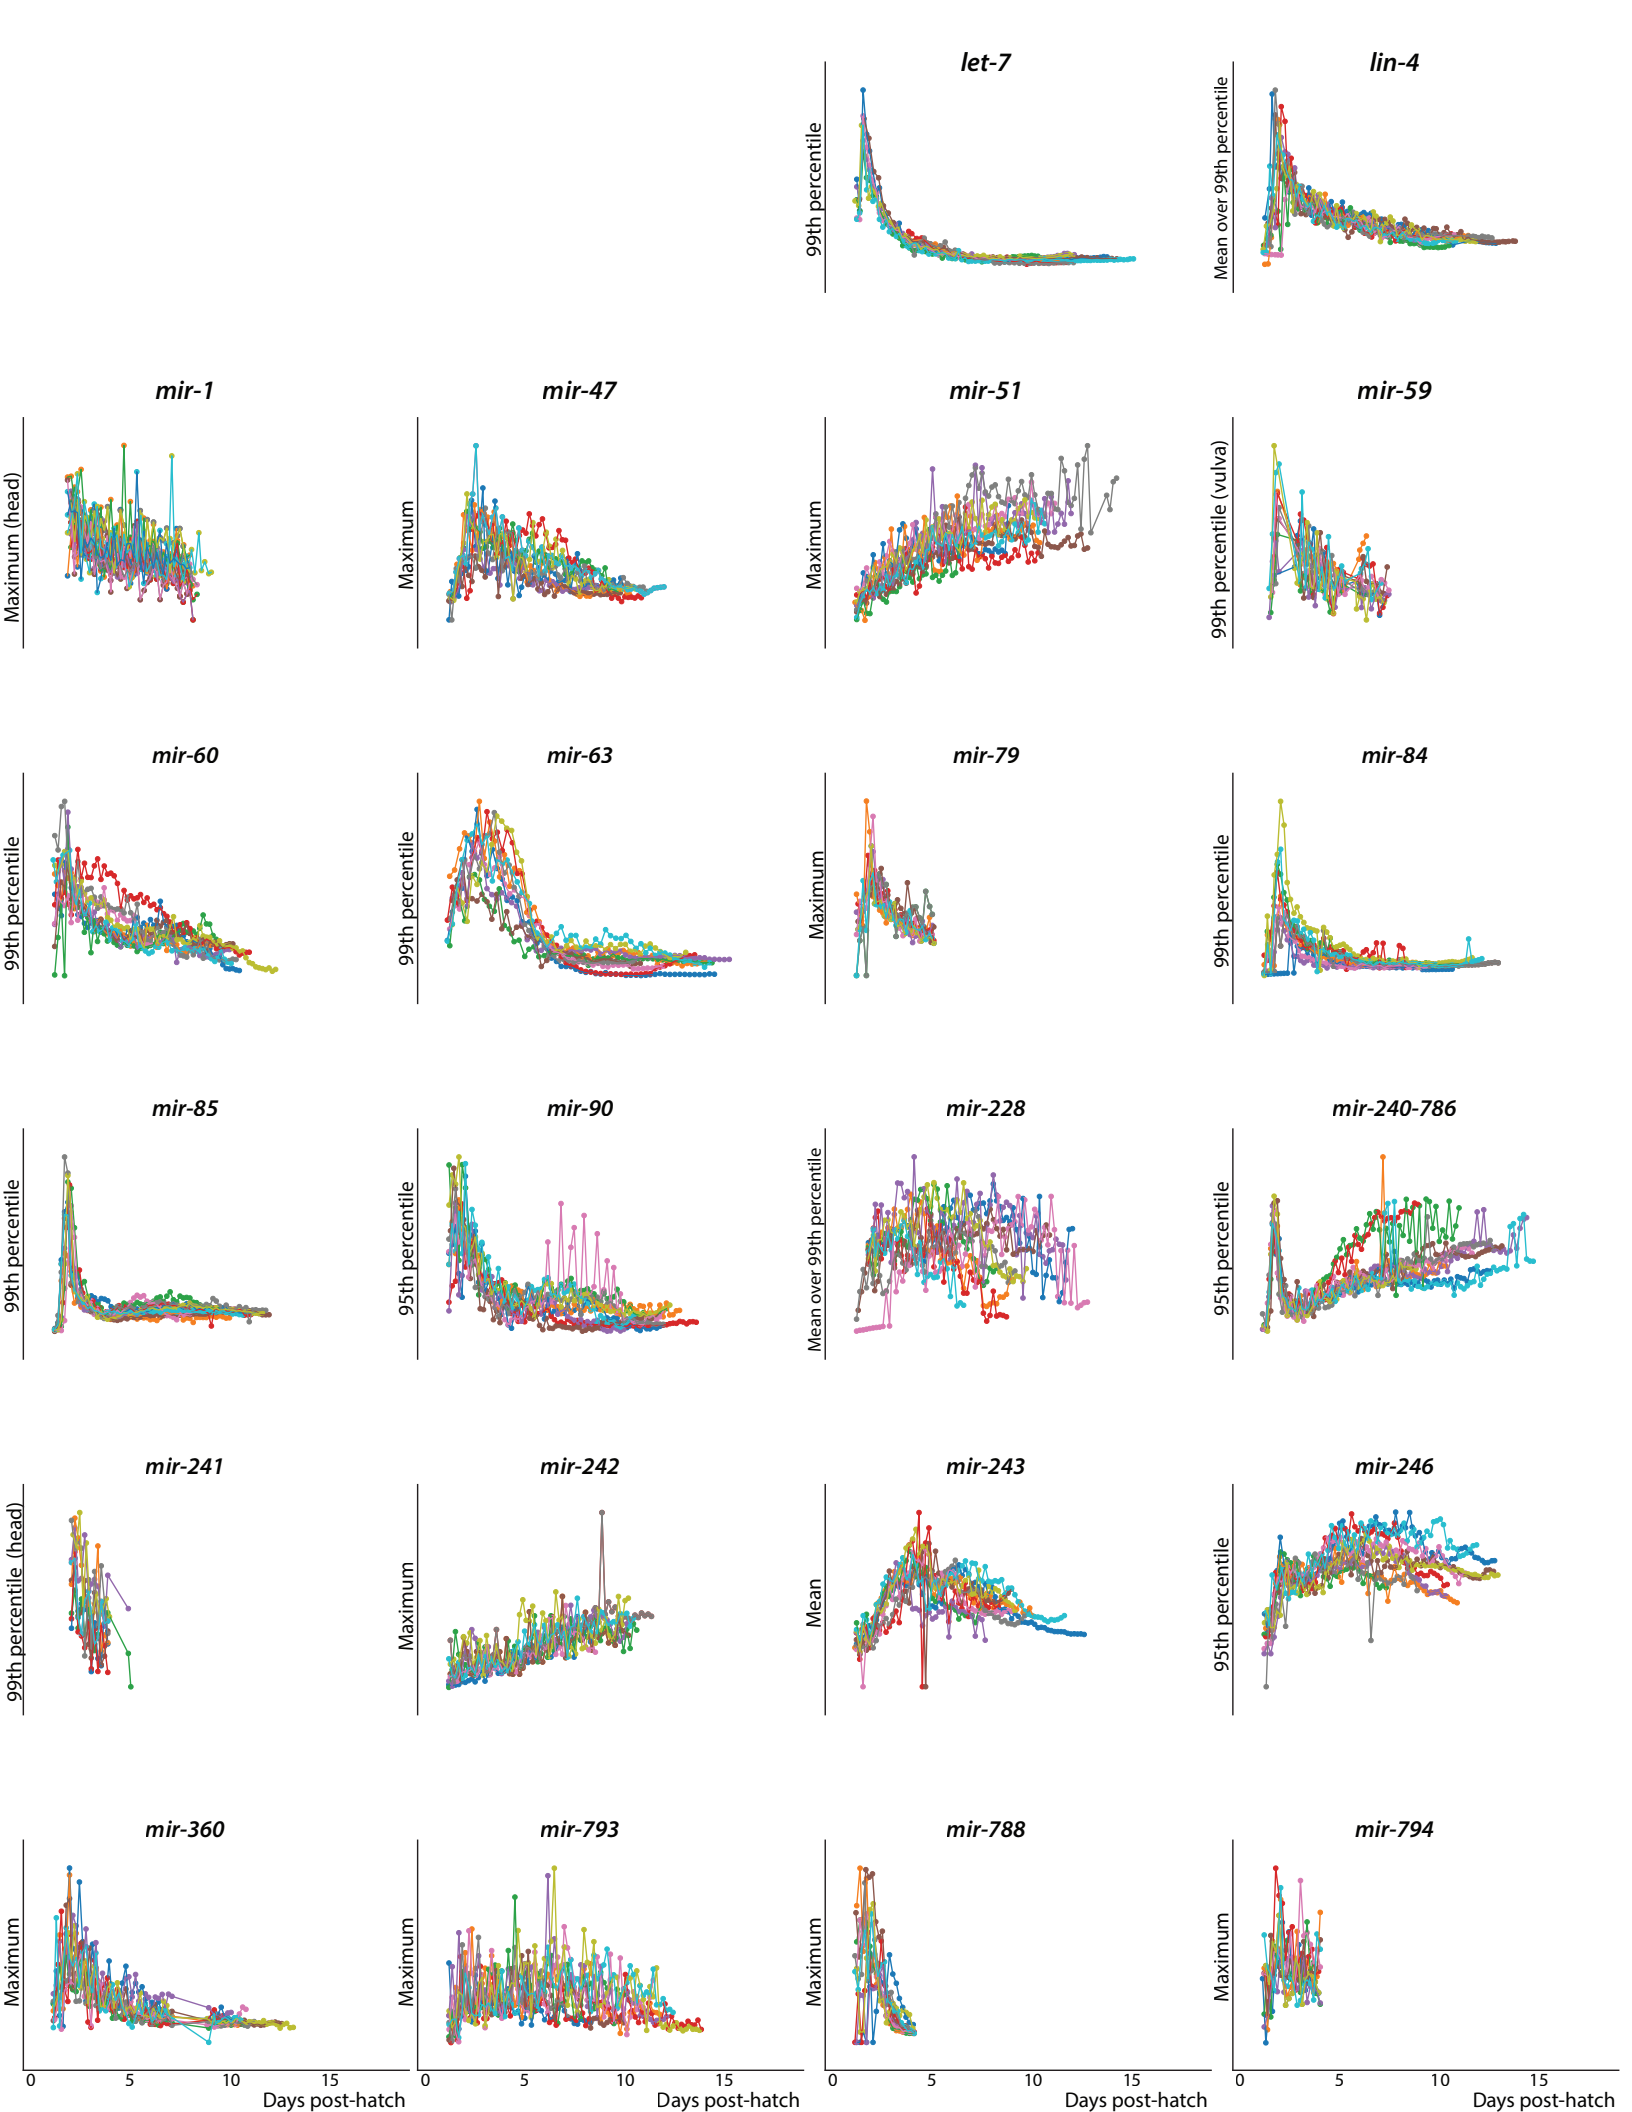 let-7
lin-4
99th percentile
Mean over 99th percentile
mir-1
mir-47
mir-51
mir-59
Maximum (head)
Maximum
Maximum
99th percentile (vulva)
mir-60
mir-63
mir-79
mir-84
99th percentile
99th percentile
Maximum
99th percentile
mir-85
mir-90
mir-228
mir-240-786
99th percentile
95th percentile
Mean over 99th percentile
95th percentile
mir-241
mir-242
mir-243
mir-246
99th percentile (head)
Maximum
Mean
95th percentile
mir-360
mir-793
mir-788
mir-794
Maximum
Maximum
Maximum
Maximum
0 5 10 15
0 5 10 15
0 5 10 15
0 5 10 15
Days post-hatch
Days post-hatch
Days post-hatch
Days post-hatch